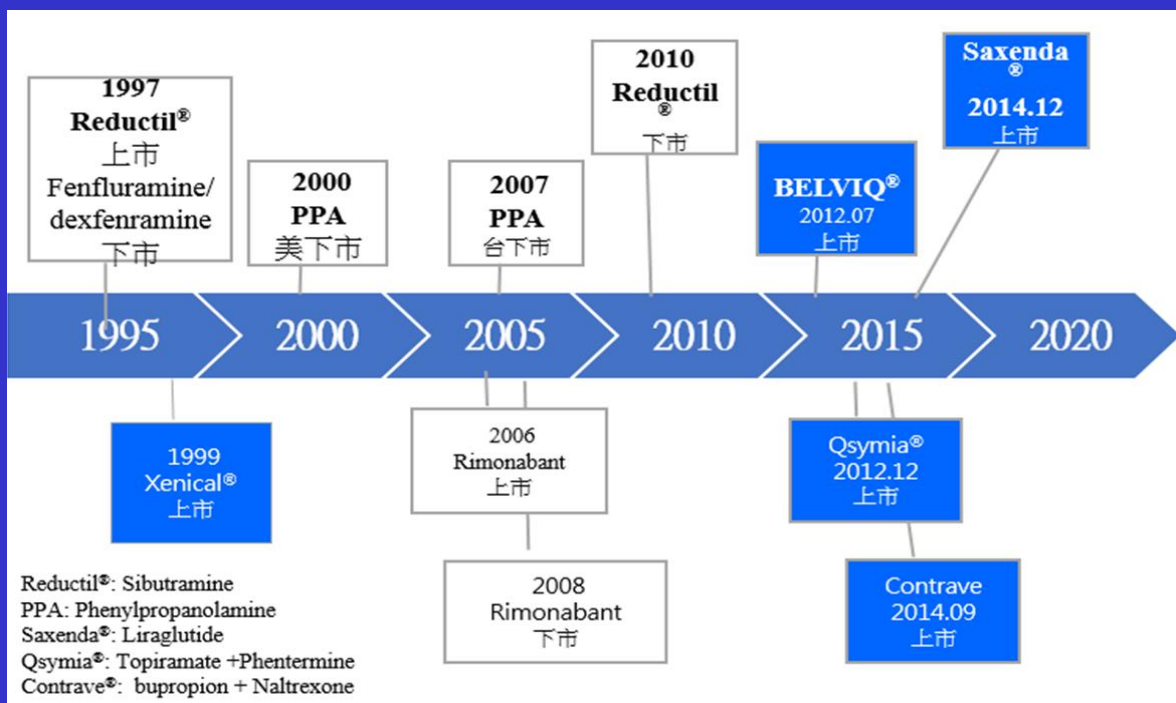 1997
Reductil®
上市
Fenfluramine/
dexfenramine
下市
2000
PPA
美下市
2007
PPA
台下市
2010
Reductil
®
下市
BELVIQ®
2012.07
上市
Saxenda
®
2014.12
上市
1995
2000
2005
2010
2015
2020
1999
Xenical®
上市
2006
Rimonabant
上市
2008
Rimonabant
下市
Qsymia®
2012.12
上市
Contrave
2014.09
上市
Reductil®: Sibutramine
PPA: Phenylpropanolamine
Saxenda®: Liraglutide
Qsymia®: Topiramate +Phentermine
Contrave®: bupropion + Naltrexone